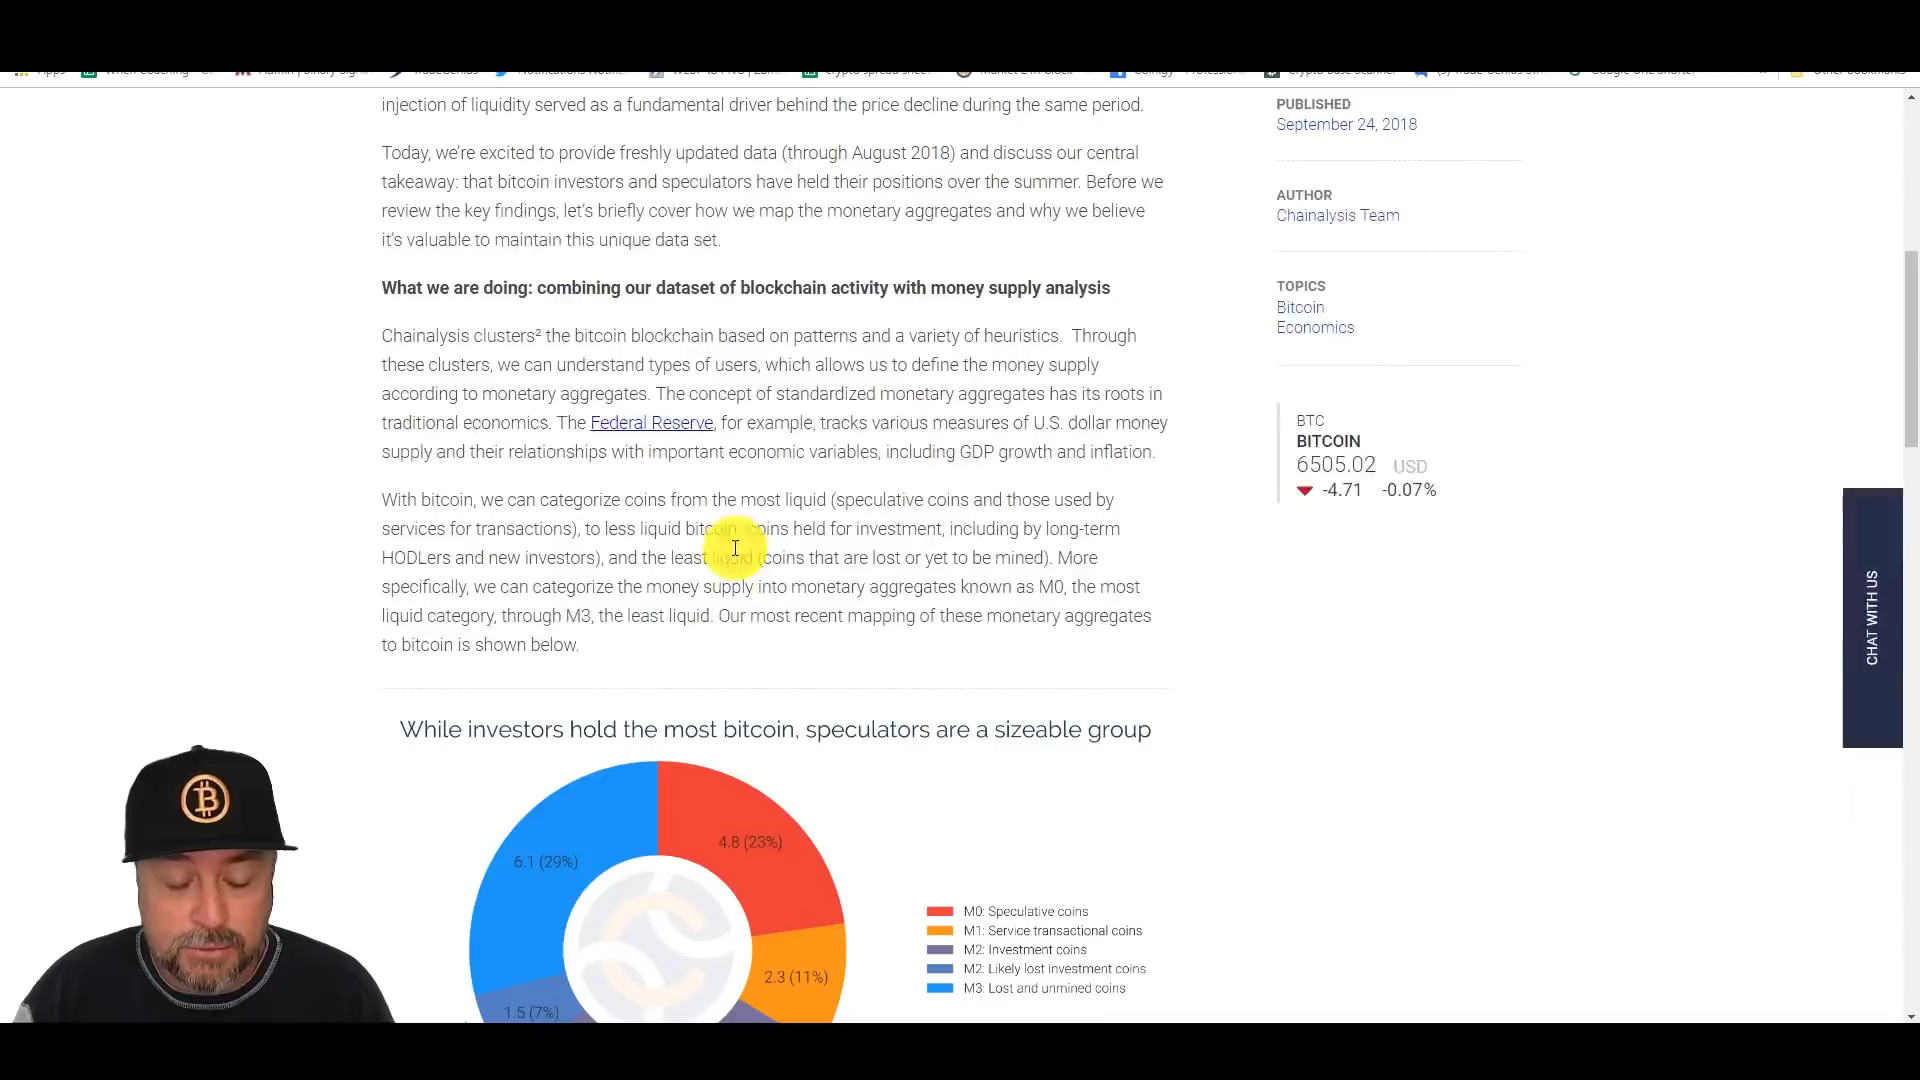 injection of liquidity served as a fundamental driver behind the price decline during the same period.
Today, we're excited to provide freshly updated data (through August 2018) and discuss our central
takeaway: that bitcoin investors and speculators have held their positions over the summer. Before we
review the key findings, let's briefly cover how we map the monetary aggregates and why we believe
it's valuable to maintain this unique data set.
What we are doing: combining our dataset of blockchain activity with money supply analysis
Chainalysis clusters² the bitcoin blockchain based on patterns and a variety of heuristics. Through
these clusters, we can understand types of users, which allows us to define the money supply
according to monetary aggregates. The concept of standardized monetary aggregates has its roots in
traditional economics. The Federal Reserve, for example, tracks various measures of U.S. dollar money
supply and their relationships with important economic variables, including GDP growth and inflation.
With bitcoin, we can categorize coins from the most liquid (speculative coins and those used by
services for transactions), to less liquid bitcoin coins held for investment, including by long-term
HODLers and new investors), and the least liquid (coins that are lost or yet to be mined). More
specifically, we can categorize the money supply into monetary aggregates known as M0, the most
liquid category, through M3, the least liquid. Our most recent mapping of these monetary aggregates
to bitcoin is shown below.
While investors hold the most bitcoin, speculators are a sizeable group
4.8 (23%)
6.1 (29%)
2.3 (11%)
1.5 (7%)
M0: Speculative coins
M1: Service transactional coins
M2: Investment coins
M2: Likely lost investment coins
M3: Lost and unmined coins
PUBLISHED
September 24, 2018
AUTHOR
Chainalysis Team
TOPICS
Bitcoin
Economics
BTC
BITCOIN
6505.02 USD
-4.71 -0.07%
CHAT WITH US